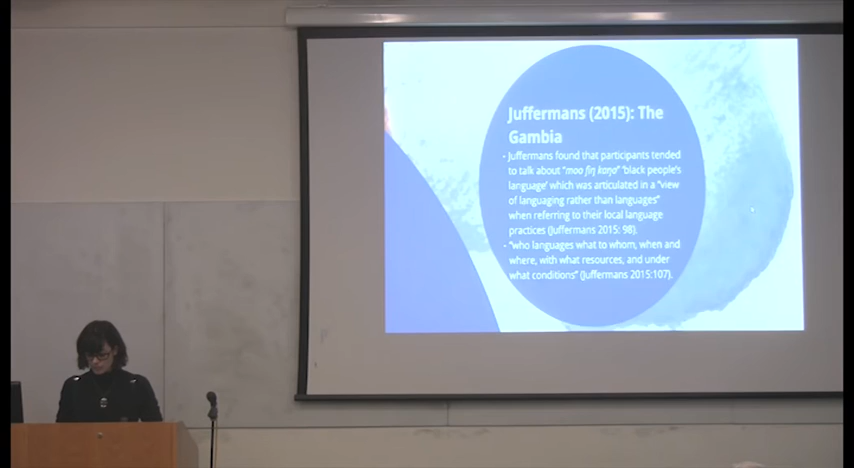 Juffermans (2015): The
Gambia
- Juffermans found that participants tended
to talk about "moo fiŋ kaŋo" 'black people's
language' which was articulated in a "view
of languaging rather than languages"
when referring to their local language
practices (Juffermans 2015: 98).
- "who languages what to whom, when and
where, with what resources, and under
what conditions" (Juffermans 2015:107).